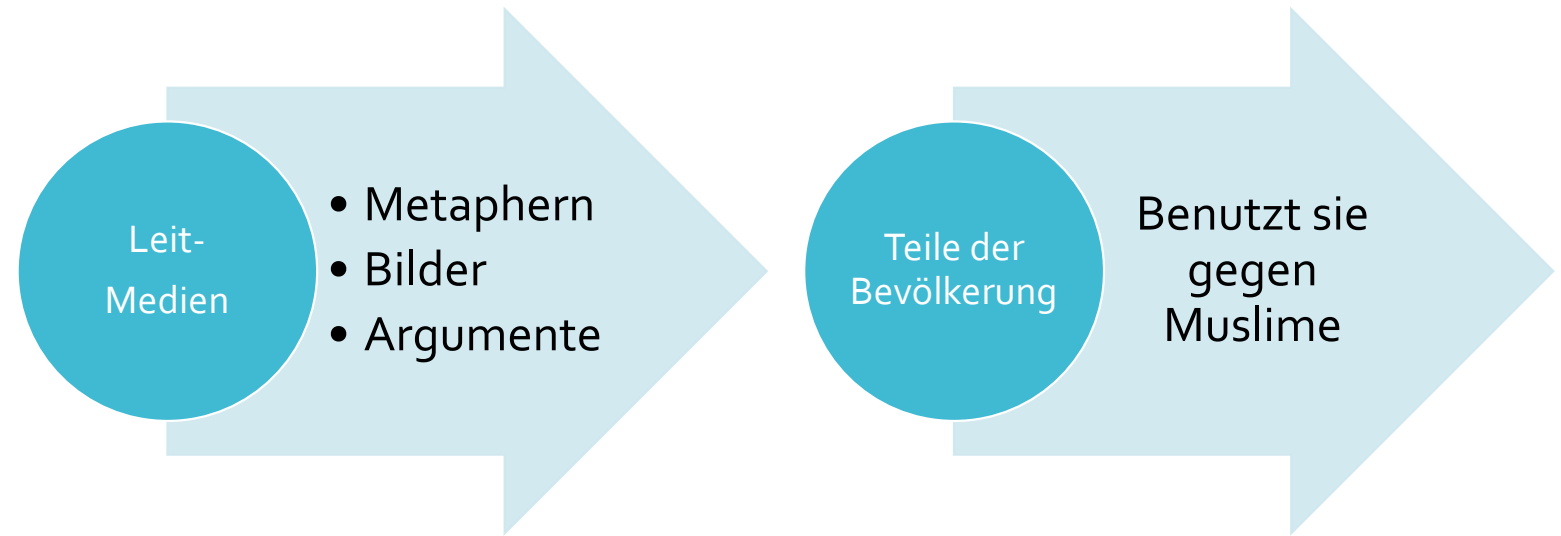 Leit-
Medien
• Metaphern
• Bilder
• Argumente
Teile der
Bevölkerung
Benutzt sie
gegen
Muslime